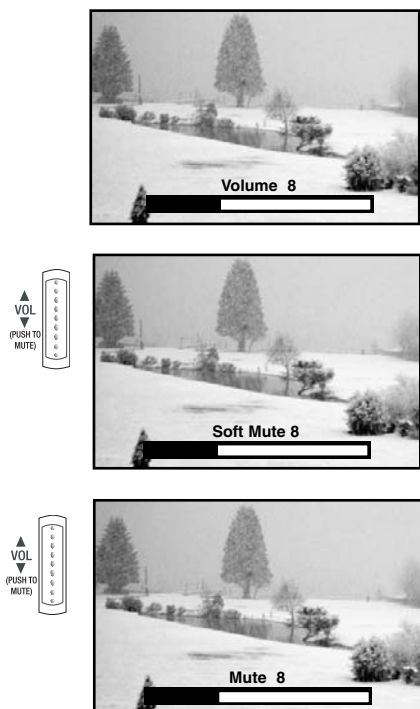 Volume 8
VOL
(PUSH TO
MUTE)
Soft Mute 8
VOL
(PUSH TO
MUTE)
Mute 8